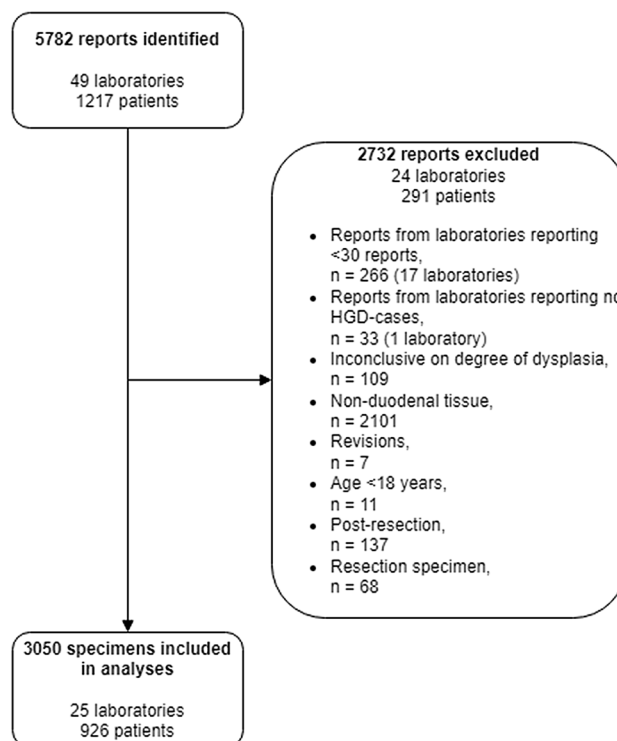 5782 reports identified
49 laboratories
1217 patients
2732 reports excluded
24 laboratories
291 patients
• Reports from laboratories reporting
<30 reports,
n = 266 (17 laboratories)
• Reports from laboratories reporting no
HGD-cases,
n = 33 (1 laboratory)
• Inconclusive on degree of dysplasia,
n = 109
• Non-duodenal tissue,
n = 2101
• Revisions,
n = 7
• Age <18 years,
n = 11
• Post-resection,
n = 137
• Resection specimen,
n = 68
3050 specimens included
in analyses
25 laboratories
926 patients